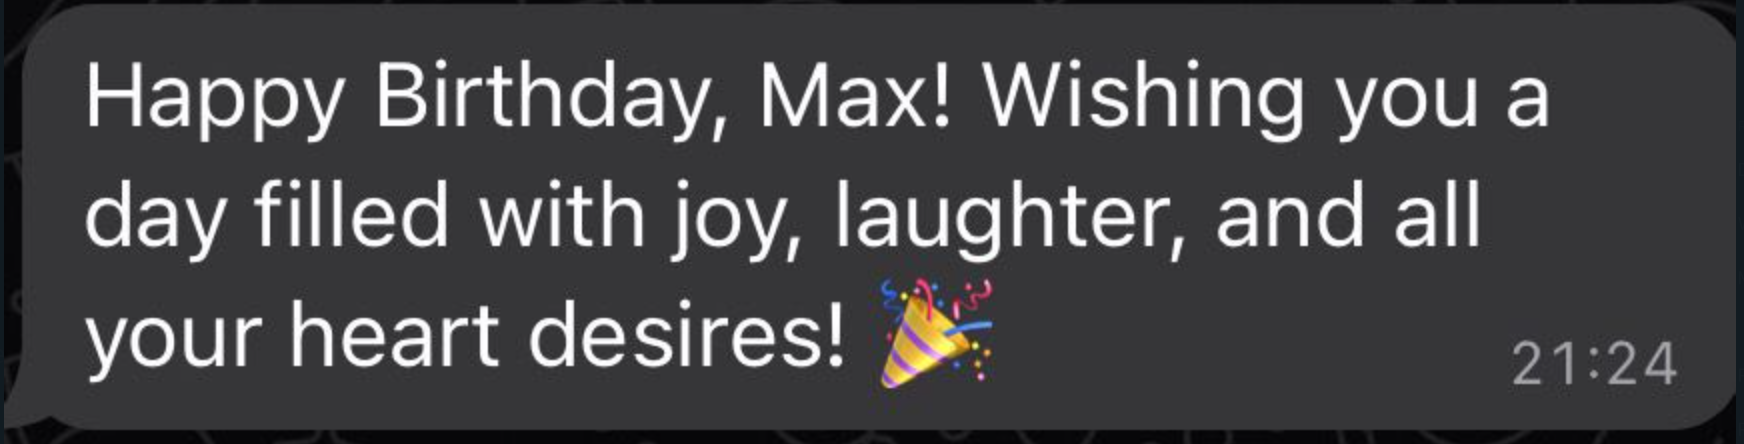 Happy Birthday, Max! Wishing you a
day filled with joy, laughter, and all
your heart desires! 🎉
21:24